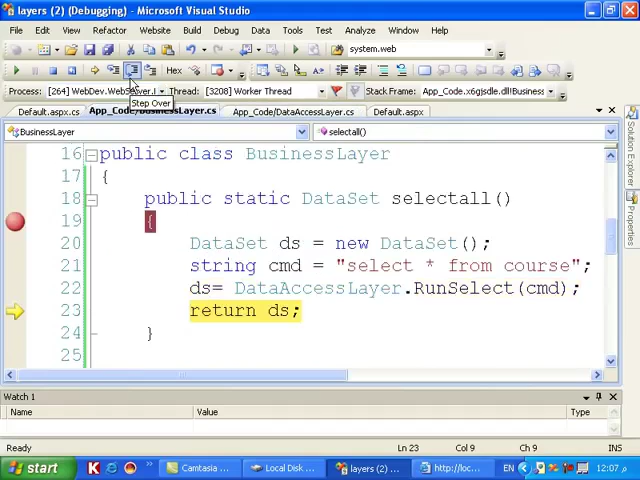 layers (Debugging) - Microsoft Visual Studio
File Edit View Refactor Website Build Debug Data Tools Test Analyze Window Help
system.web
Hex
Process: [264] WebDev.WebServer.I Thread: [3208] Worker Thread Stack Frame: App_Code.x6gjsdle.dll!Business
Step Over
Default.aspx.cs App_Code/BusinessLayer.cs App_Code/DataAccessLayer.cs Default.aspx
BusinessLayer selectall()
16 public class BusinessLayer
17 {
18 public static DataSet selectall()
19 {
20 DataSet ds = new DataSet();
21 string cmd = "select * from course";
22 ds= DataAccessLayer.RunSelect(cmd);
23 return ds;
24 }
25
Solution Explorer
Properties
Watch 1
Name Value Type
Ready Ln 23 Col 9 Ch 9 INS
start Camtasia Local Disk layers (2) ... http://loc... EN 12:07 م